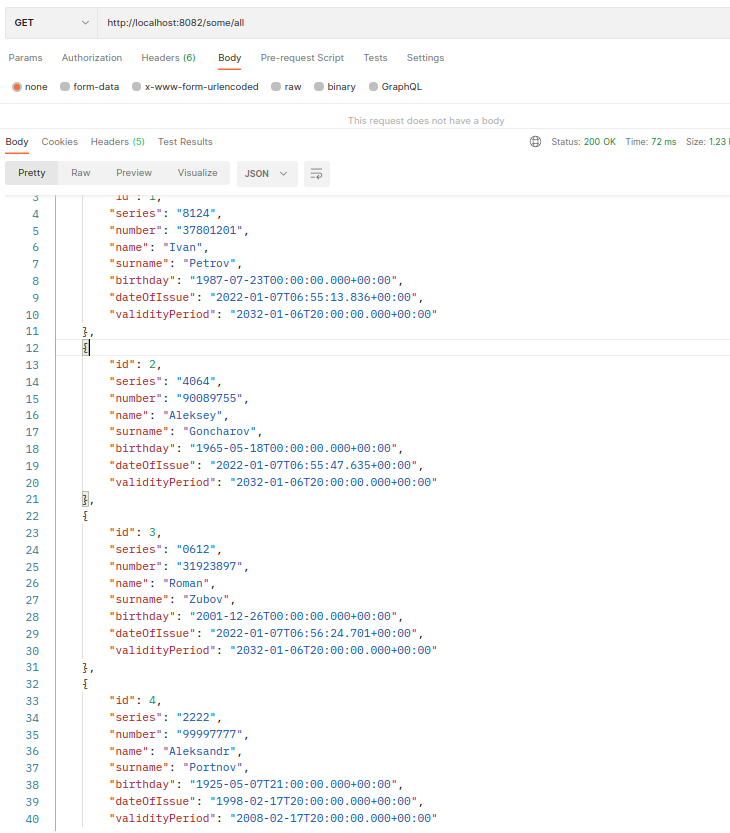 GET http://localhost:8082/some/all
Params Authorization Headers (6) Body Pre-request Script Tests Settings
none form-data x-www-form-urlencoded raw binary GraphQL
This request does not have a body
Body Cookies Headers (5) Test Results Status: 200 OK Time: 72 ms Size: 1.23
Pretty Raw Preview Visualize JSON
3 "id": 1,
4 "series": "8124",
5 "number": "37801201",
6 "name": "Ivan",
7 "surname": "Petrov",
8 "birthday": "1987-07-23T00:00:00.000+00:00",
9 "dateOfIssue": "2022-01-07T06:55:13.836+00:00",
10 "validityPeriod": "2032-01-06T20:00:00.000+00:00"
11 },
12 {
13 "id": 2,
14 "series": "4064",
15 "number": "90089755",
16 "name": "Aleksey",
17 "surname": "Goncharov",
18 "birthday": "1965-05-18T00:00:00.000+00:00",
19 "dateOfIssue": "2022-01-07T06:55:47.635+00:00",
20 "validityPeriod": "2032-01-06T20:00:00.000+00:00"
21 },
22 {
23 "id": 3,
24 "series": "0612",
25 "number": "31923897",
26 "name": "Roman",
27 "surname": "Zubov",
28 "birthday": "2001-12-26T00:00:00.000+00:00",
29 "dateOfIssue": "2022-01-07T06:56:24.701+00:00",
30 "validityPeriod": "2032-01-06T20:00:00.000+00:00"
31 },
32 {
33 "id": 4,
34 "series": "2222",
35 "number": "99997777",
36 "name": "Aleksandr",
37 "surname": "Portnov",
38 "birthday": "1925-05-07T21:00:00.000+00:00",
39 "dateOfIssue": "1998-02-17T20:00:00.000+00:00",
40 "validityPeriod": "2008-02-17T20:00:00.000+00:00"